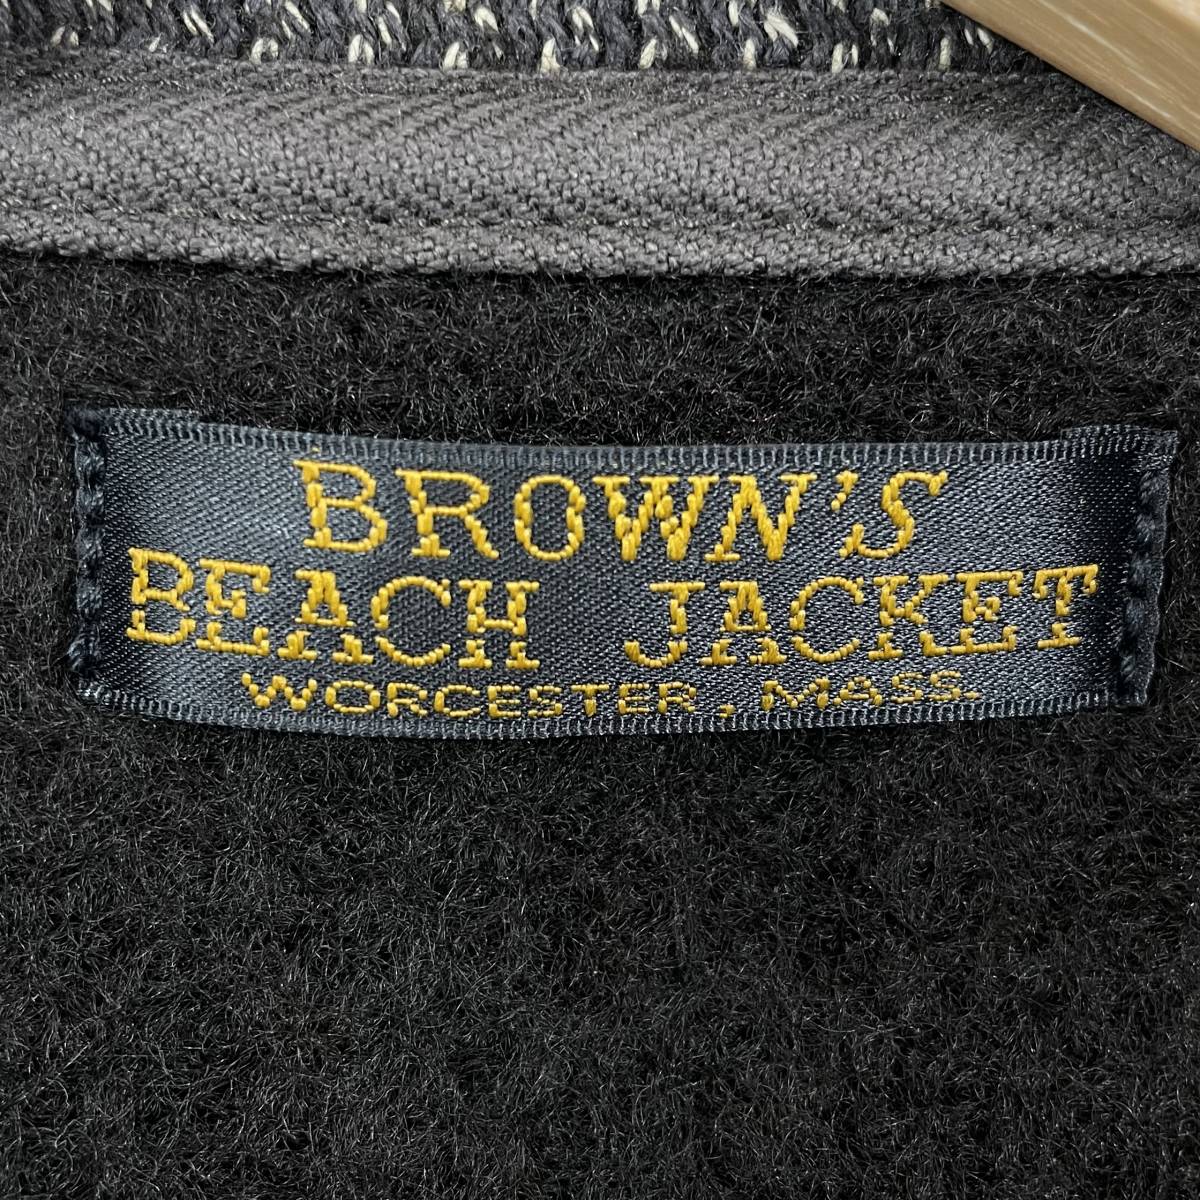 BROWN'S
BEACH JACKET
WORCESTER, MASS.